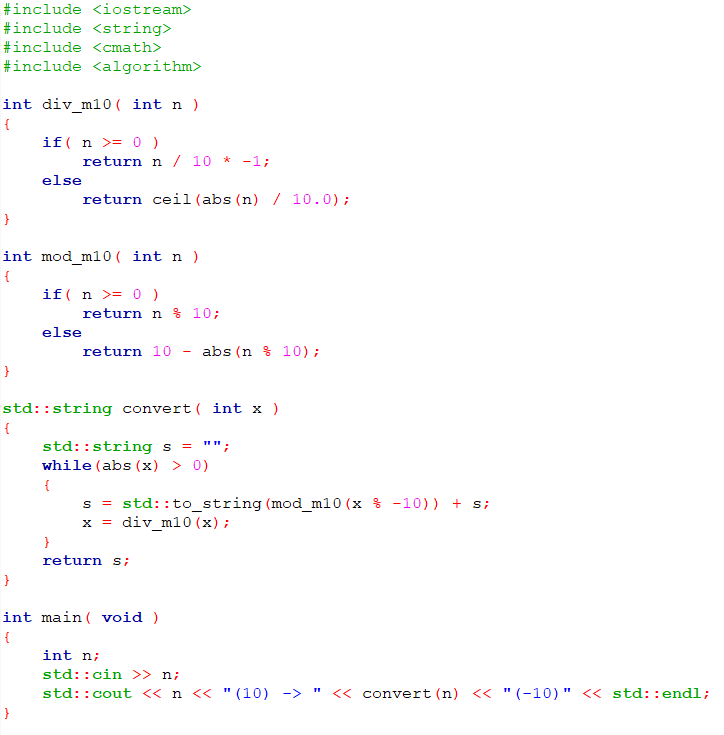 #include <iostream>
#include <string>
#include <cmath>
#include <algorithm>

int div_m10( int n )
{
    if( n >= 0 )
        return n / 10 * -1;
    else
        return ceil(abs(n) / 10.0);
}

int mod_m10( int n )
{
    if( n >= 0 )
        return n % 10;
    else
        return 10 - abs(n % 10);
}

std::string convert( int x )
{
    std::string s = "";
    while(abs(x) > 0)
    {
        s = std::to_string(mod_m10(x % -10)) + s;
        x = div_m10(x);
    }
    return s;
}

int main( void )
{
    int n;
    std::cin >> n;
    std::cout << n << "(10) -> " << convert(n) << "(-10)" << std::endl;
}